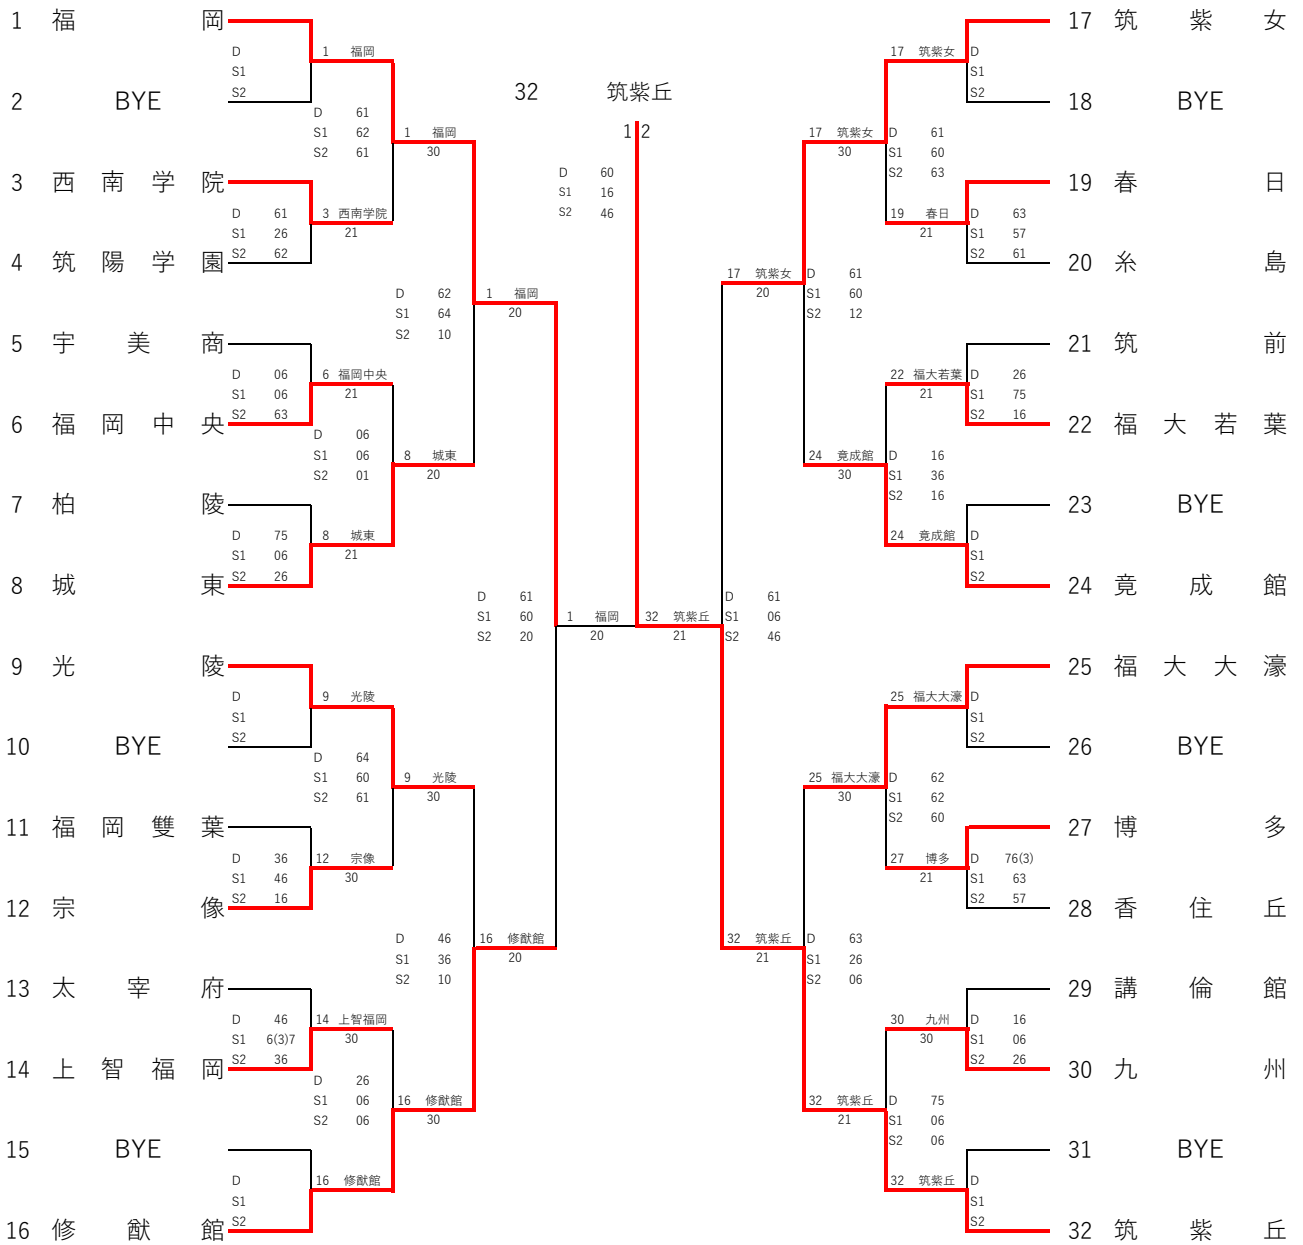 1 福岡 17 筑紫女
D 1 福岡 17 筑紫女 D
S1 S1
S2 S2
2 BYE 32 筑紫丘 18 BYE
D 61
S1 62 1 福岡 1 2 17 筑紫女 D 61
S2 61 30 30 S1 60
D 60 S2 63
3 西南学院 S1 16 19 春日
D 61 3 西南学院 S2 46 19 春日 D 63
S1 26 21 21 S1 57
S2 62 S2 61
4 筑陽学園 20 糸島
17 筑紫女 D 61
D 62 1 福岡 20 S1 60
S1 64 20 S2 12
S2 10
5 宇美商 21 筑前
D 06 6 福岡中央 22 福大若葉 D 26
S1 06 21 21 S1 75
S2 63 S2 16
6 福岡中央 22 福大若葉
D 06
S1 06 8 城東 24 竟成館 D 16
S2 01 20 30 S1 36
S2 16
7 柏陵 23 BYE
D 75 8 城東 24 竟成館 D
S1 06 21 S1
S2 26 S2
8 城東 24 竟成館
D 61 D 61
S1 60 1 福岡 32 筑紫丘 S1 06
S2 20 20 21 S2 46
9 光陵 25 福大大濠
D 9 光陵 25 福大大濠 D
S1 S1
S2 S2
10 BYE 26 BYE
D 64
S1 60 9 光陵 25 福大大濠 D 62
S2 61 30 30 S1 62
S2 60
11 福岡雙葉 27 博多
D 36 12 宗像 27 博多 D 76(3)
S1 46 30 21 S1 63
S2 16 S2 57
12 宗像 28 香住丘
D 46 16 修猷館 32 筑紫丘 D 63
S1 36 20 21 S1 26
S2 10 S2 06
13 太宰府 29 講倫館
D 46 14 上智福岡 30 九州 D 16
S1 6(3)7 30 30 S1 06
S2 36 S2 26
14 上智福岡 30 九州
D 26
S1 06 16 修猷館 32 筑紫丘 D 75
S2 06 30 21 S1 06
S2 06
15 BYE 31 BYE
D 16 修猷館 32 筑紫丘 D
S1 S1
S2 S2
16 修猷館 32 筑紫丘